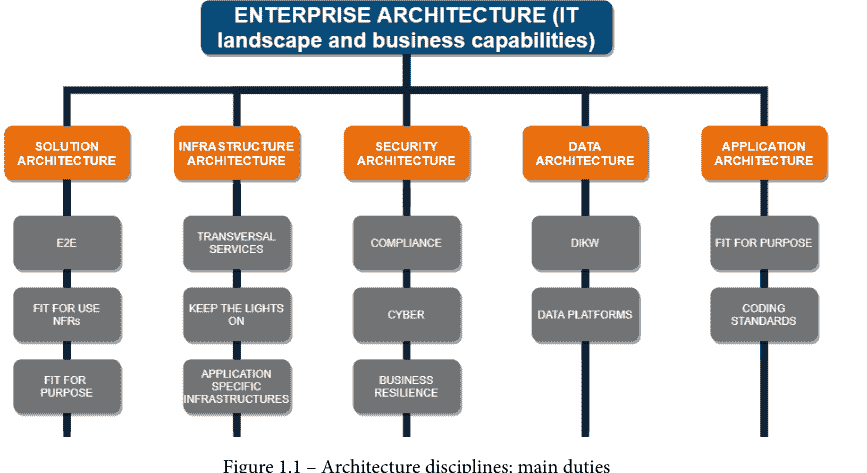 ENTERPRISE ARCHITECTURE (IT
landscape and business capabilities)
SOLUTION
ARCHITECTURE
INFRASTRUCTURE
ARCHITECTURE
SECURITY
ARCHITECTURE
DATA
ARCHITECTURE
APPLICATION
ARCHITECTURE
E2E
TRANSVERSAL
SERVICES
COMPLIANCE
DIKW
FIT FOR PURPOSE
FIT FOR USE
NFRs
KEEP THE LIGHTS
ON
CYBER
DATA PLATFORMS
CODING
STANDARDS
FIT FOR
PURPOSE
APPLICATION
SPECIFIC
INFRASTRUCTURES
BUSINESS
RESILIENCE
Figure 1.1 – Architecture disciplines: main duties